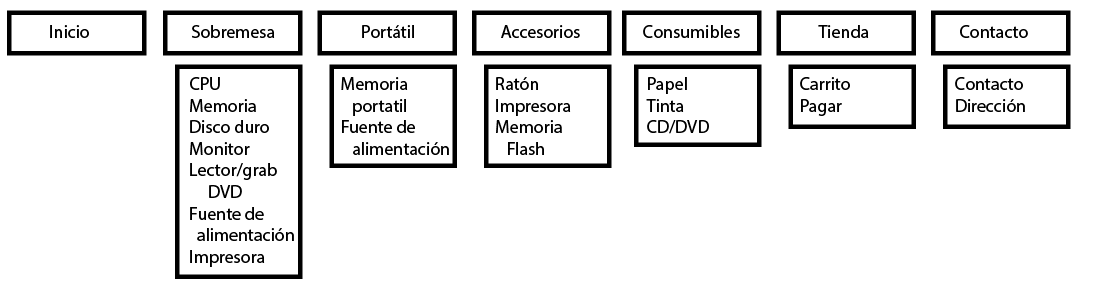 Inicio
Sobremesa
Portátil
Accesorios
Consumibles
Tienda
Contacto
CPU
Memoria
Disco duro
Monitor
Lector/grab
DVD
Fuente de
alimentación
Impresora
Memoria
portatil
Fuente de
alimentación
Ratón
Impresora
Memoria
Flash
Papel
Tinta
CD/DVD
Carrito
Pagar
Contacto
Dirección